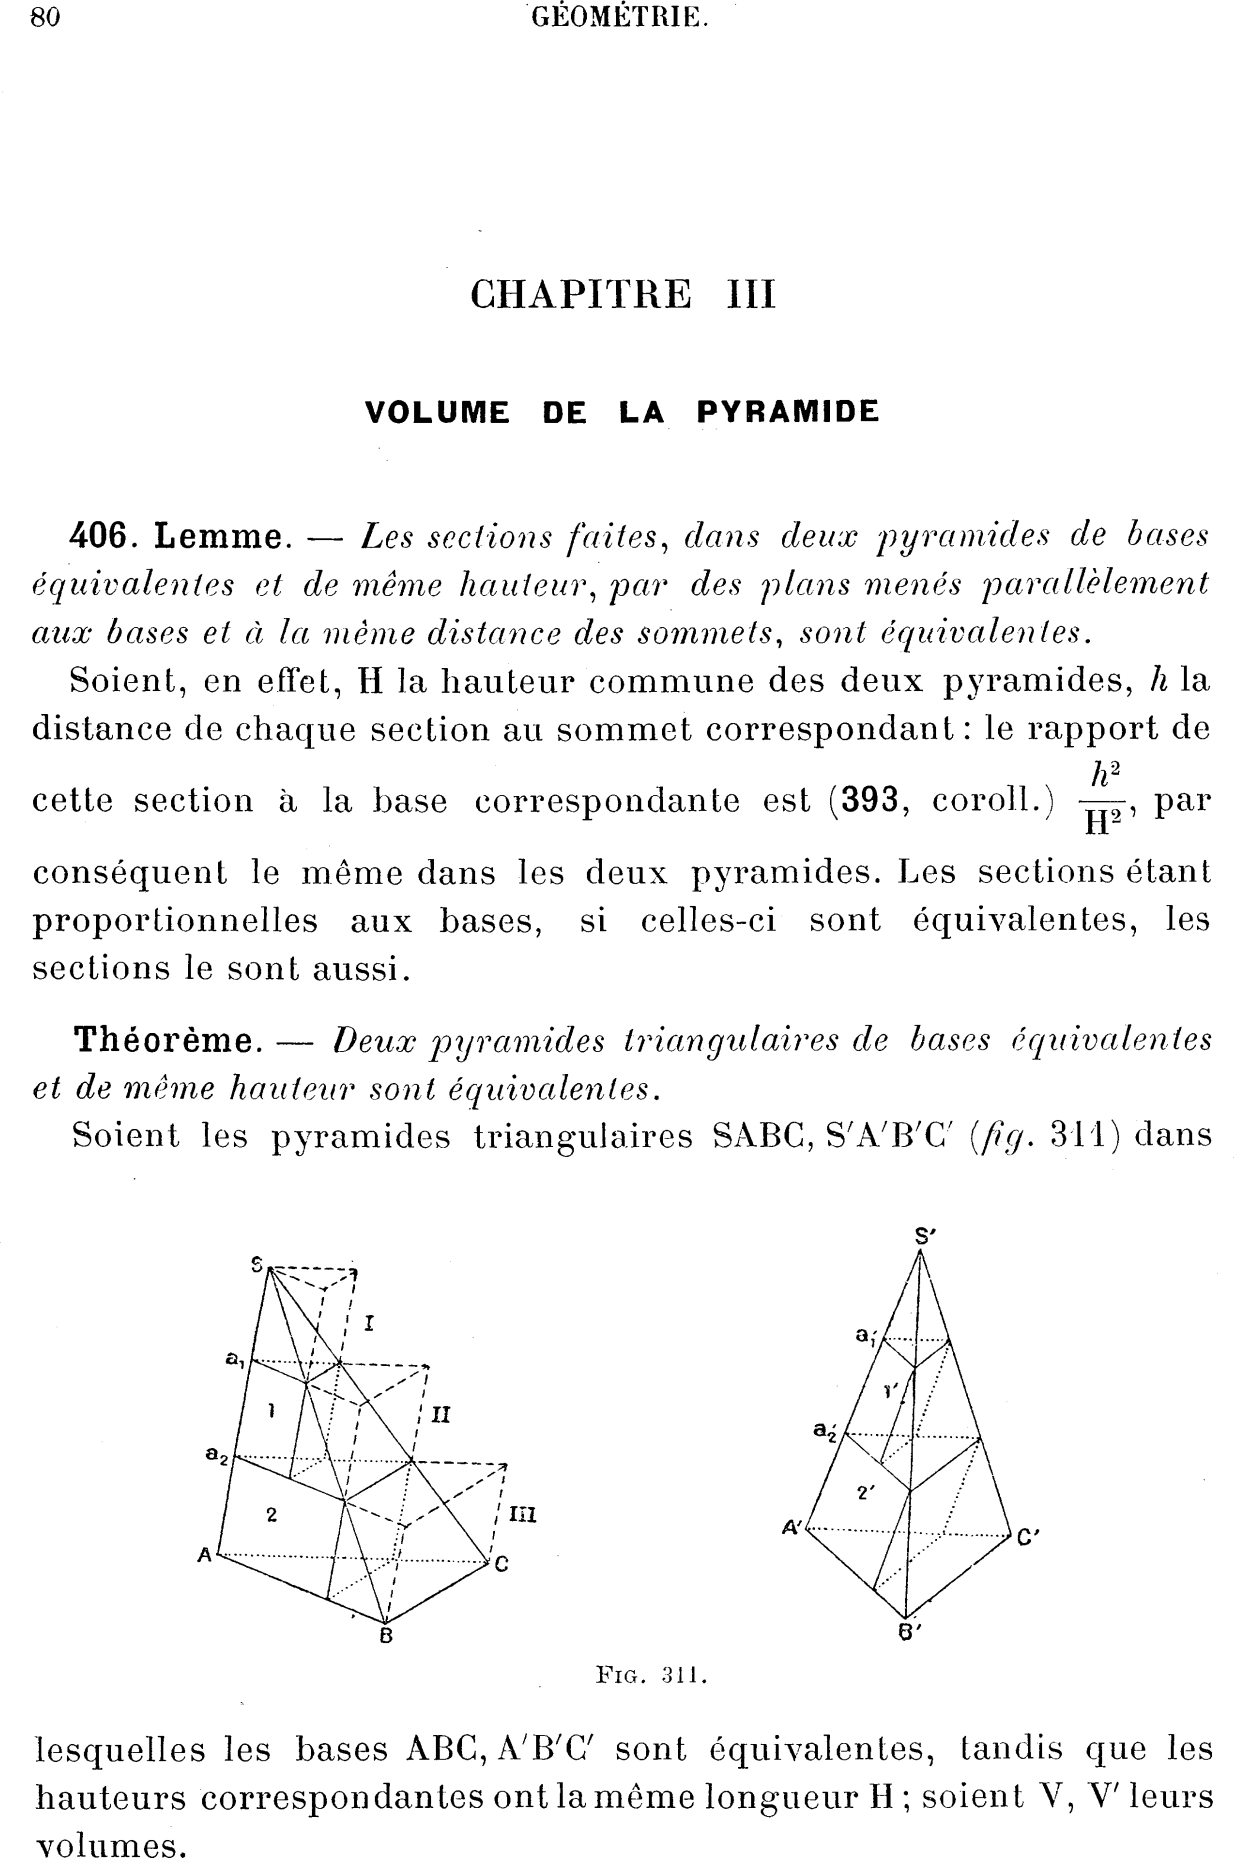 80
GÉOMÉTRIE.
CHAPITRE III
VOLUME DE LA PYRAMIDE
406. Lemme. — Les sections faites, dans deux pyramides de bases
équivalentes et de même hauteur, par des plans menés parallèlement
aux bases et à la même distance des sommets, sont équivalentes.
Soient, en effet, H la hauteur commune des deux pyramides, h la
distance de chaque section au sommet correspondant : le rapport de
cette section à la base correspondante est (393, coroll.) h²/H², par
conséquent le même dans les deux pyramides. Les sections étant
proportionnelles aux bases, si celles-ci sont équivalentes, les
sections le sont aussi.
Théorème. — Deux pyramides triangulaires de bases équivalentes
et de même hauteur sont équivalentes.
Soient les pyramides triangulaires SABC, S′A′B′C′ (fig. 311) dans
S
I
a₁
1
II
a₂
2
III
A
C
B
S′
a₁′
1′
a₂′
2′
A′
C′
B′
FIG. 311.
lesquelles les bases ABC, A′B′C′ sont équivalentes, tandis que les
hauteurs correspondantes ont la même longueur H ; soient V, V′ leurs
volumes.